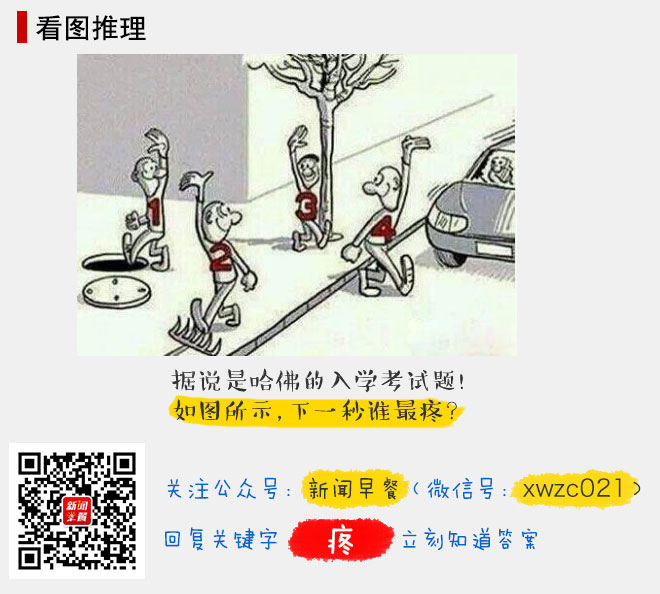 看图推理
1
2
3
4
据说是哈佛的入学考试题!
如图所示,下一秒谁最疼?
新闻
早餐
关注公众号: 新闻早餐 (微信号: xwzc021)
回复关键字 疼 立刻知道答案